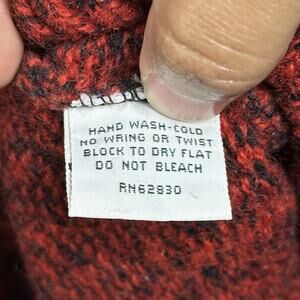 HAND WASH-COLD
NO WRING OR TWIST
BLOCK TO DRY FLAT
DO NOT BLEACH
RN62830